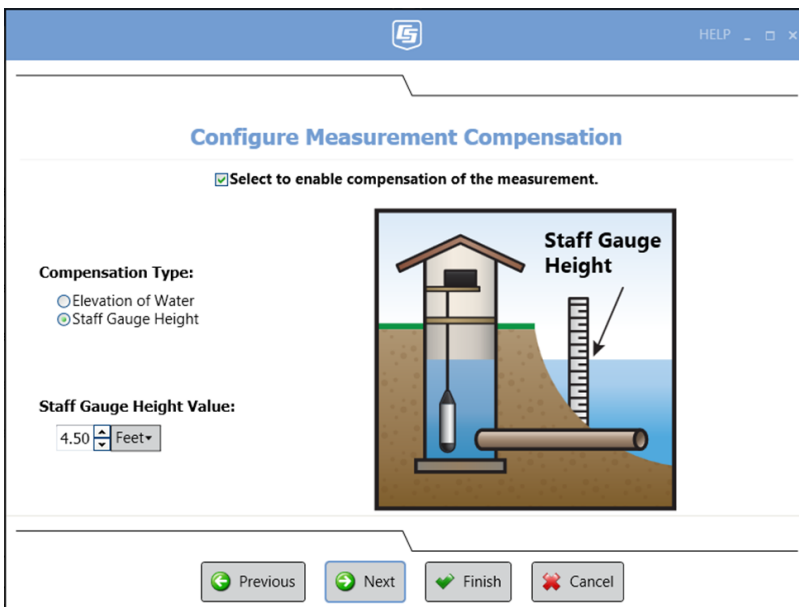 HELP
Configure Measurement Compensation
Select to enable compensation of the measurement.
Staff Gauge
Height
Compensation Type:
Elevation of Water
Staff Gauge Height
Staff Gauge Height Value:
4.50 Feet
Previous Next Finish Cancel